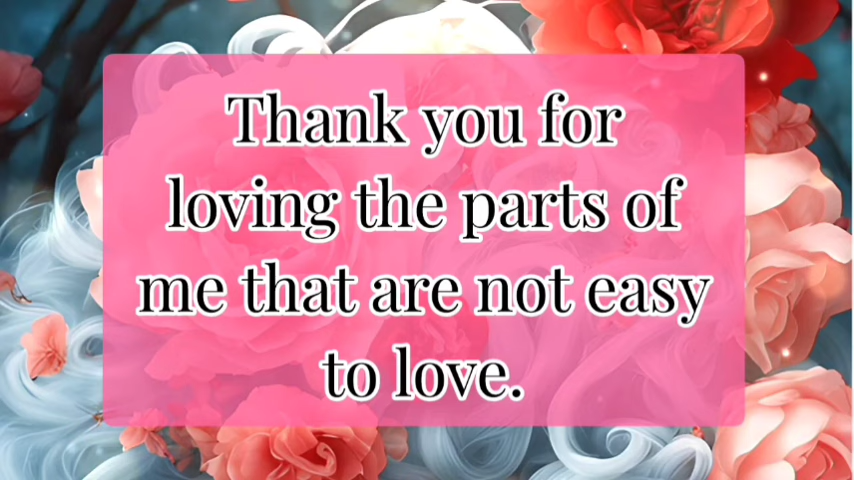 Thank you for
loving the parts of
me that are not easy
to love.